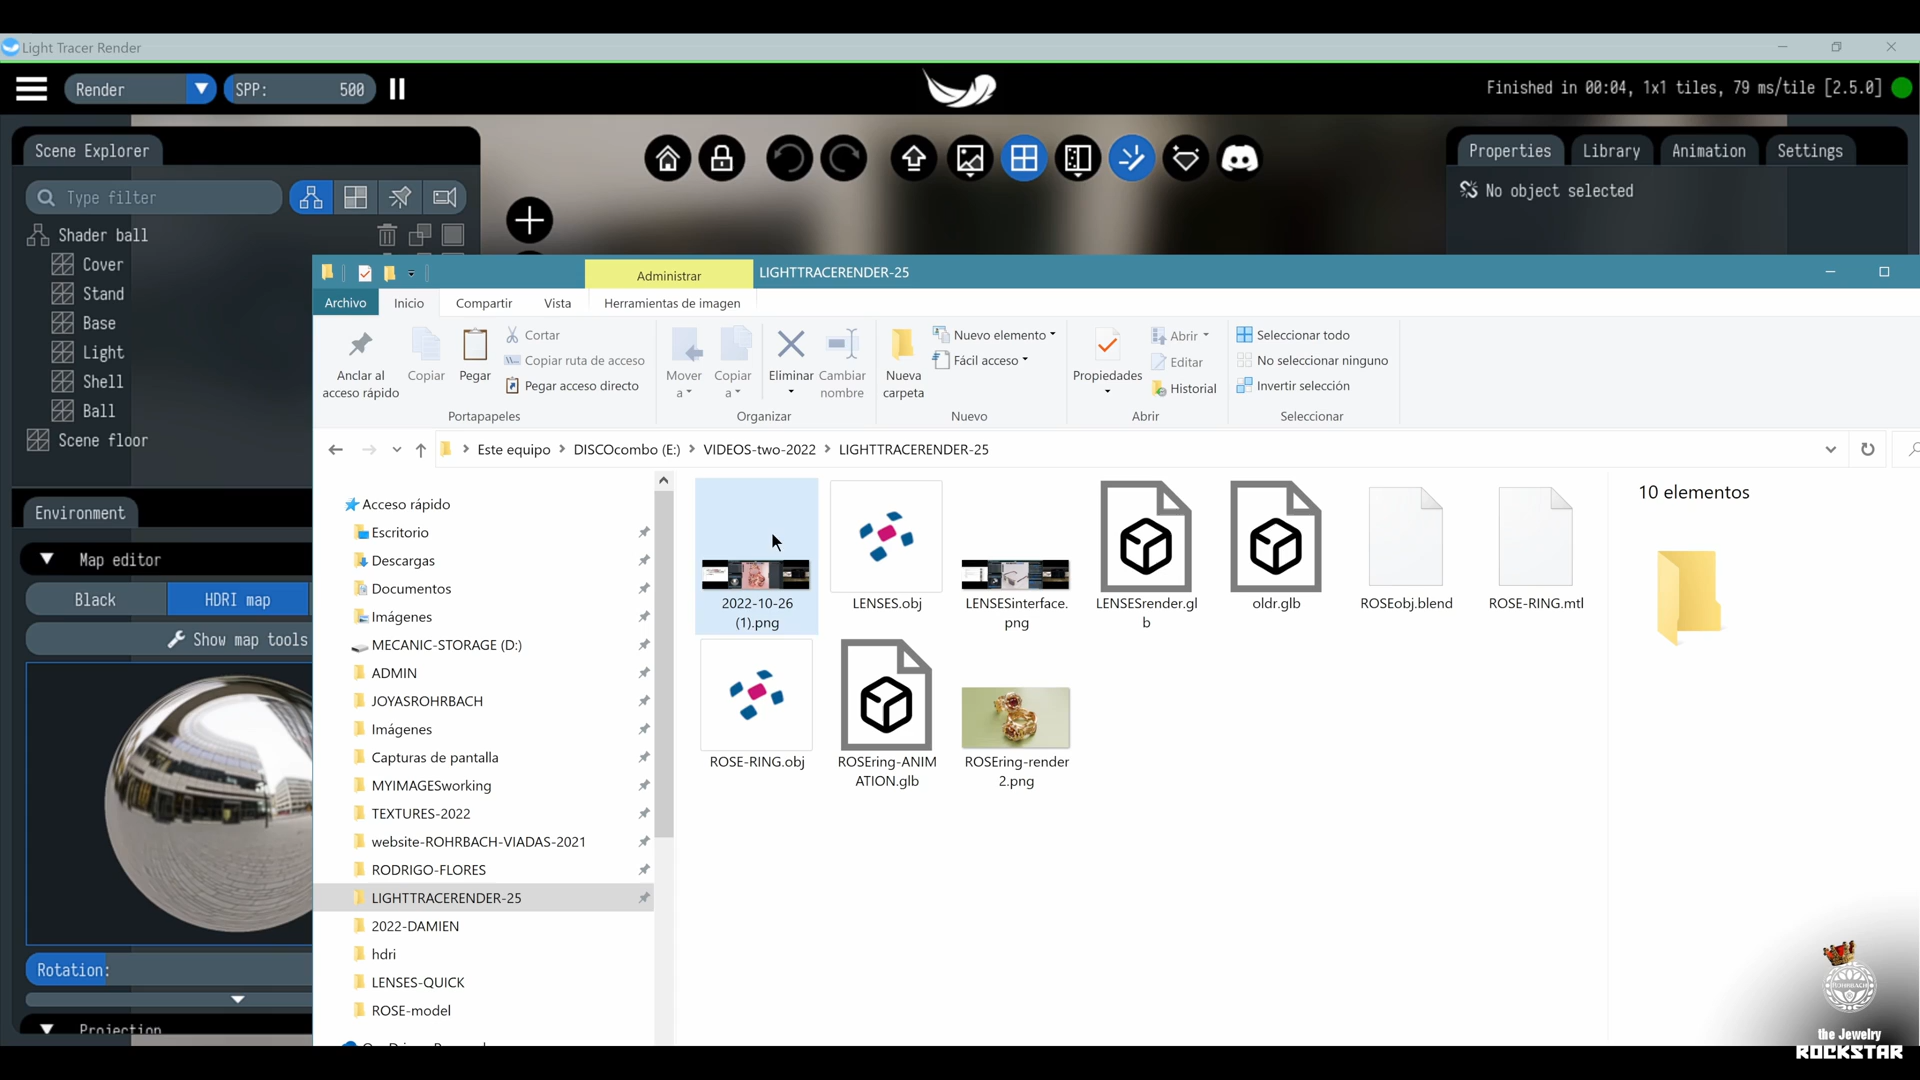 Light Tracer Render
Render
SPP: 500
Finished in 00:04, 1x1 tiles, 79 ms/tile [2.5.0]
Scene Explorer
Type filter
Shader ball
Cover
Stand
Base
Light
Shell
Ball
Scene floor
Environment
Map editor
Black
HDRI map
Show map tools
Rotation:
Projection
Properties
Library
Animation
Settings
No object selected
Administrar
LIGHTTRACERENDER-25
Archivo
Inicio
Compartir
Vista
Herramientas de imagen
Anclar al
acceso rápido
Copiar
Pegar
Cortar
Copiar ruta de acceso
Pegar acceso directo
Portapapeles
Mover
a
Copiar
a
Eliminar
Cambiar
nombre
Organizar
Nueva
carpeta
Nuevo elemento
Fácil acceso
Nuevo
Propiedades
Abrir
Editar
Historial
Abrir
Seleccionar todo
No seleccionar ninguno
Invertir selección
Seleccionar
Este equipo > DISCOcombo (E:) > VIDEOS-two-2022 > LIGHTTRACERENDER-25
Acceso rápido
Escritorio
Descargas
Documentos
Imágenes
MECANIC-STORAGE (D:)
ADMIN
JOYASROHRBACH
Imágenes
Capturas de pantalla
MYIMAGESworking
TEXTURES-2022
website-ROHRBACH-VIADAS-2021
RODRIGO-FLORES
LIGHTTRACERENDER-25
2022-DAMIEN
hdri
LENSES-QUICK
ROSE-model
2022-10-26
(1).png
LENSES.obj
LENSESinterface.
png
LENSESrender.gl
b
oldr.glb
ROSEobj.blend
ROSE-RING.mtl
ROSE-RING.obj
ROSEring-ANIM
ATION.glb
ROSEring-render
2.png
10 elementos
ROHRBACH
the Jewelry
ROCKSTAR